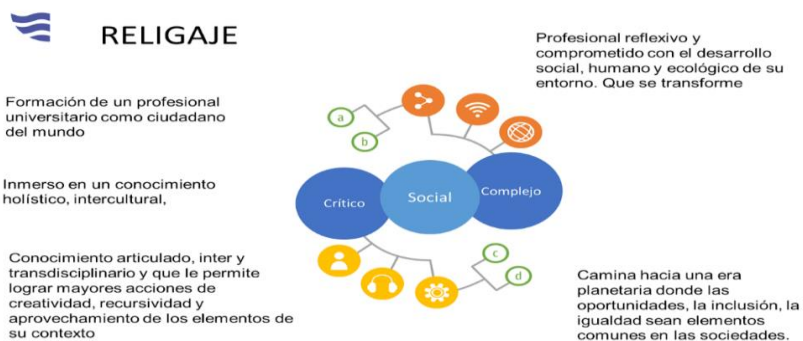 RELIGAJE
Profesional reflexivo y
comprometido con el desarrollo
social, humano y ecológico de su
entorno. Que se transforme
Formación de un profesional
universitario como ciudadano
del mundo
a
b
Inmerso en un conocimiento
holístico, intercultural,
Crítico
Social
Complejo
Conocimiento articulado, inter y
transdisciplinario y que le permite
lograr mayores acciones de
creatividad, recursividad y
aprovechamiento de los elementos de
su contexto
c
d
Camina hacia una era
planetaria donde las
oportunidades, la inclusión, la
igualdad sean elementos
comunes en las sociedades.